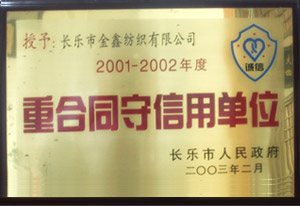 授予:长乐市金鑫纺织有限公司
2001-2002年度
诚信
重合同守信用单位
长乐市人民政府
二〇〇三年二月